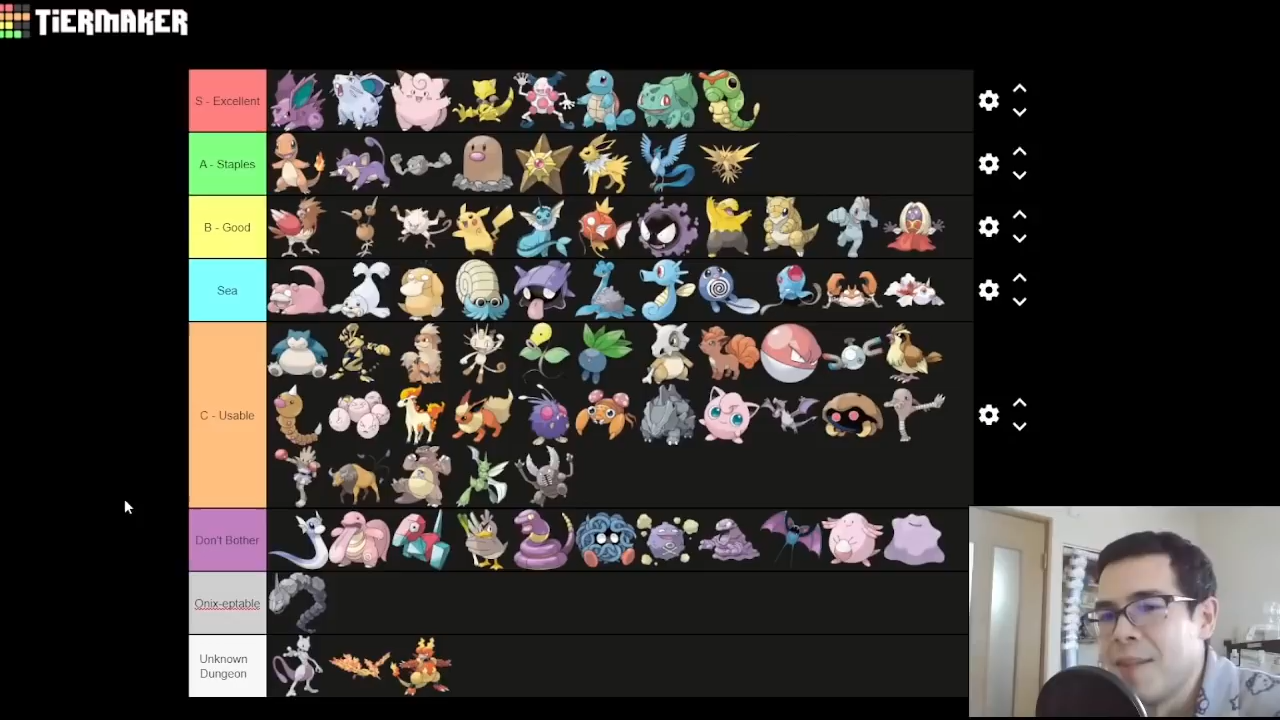 TIERMAKER
S - Excellent
A - Staples
B - Good
Sea
C - Usable
Don't Bother
Onix-eptable
Unknown
Dungeon